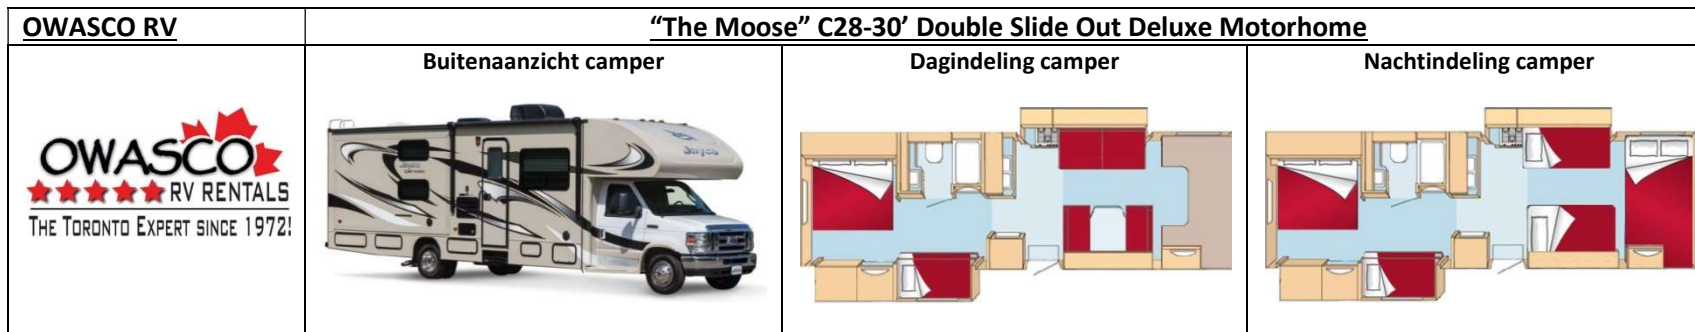 OWASCO RV
“The Moose” C28-30’ Double Slide Out Deluxe Motorhome
Buitenaanzicht camper
Dagindeling camper
Nachtindeling camper
OWASCO
RV RENTALS
THE TORONTO EXPERT SINCE 1972!
Jayco